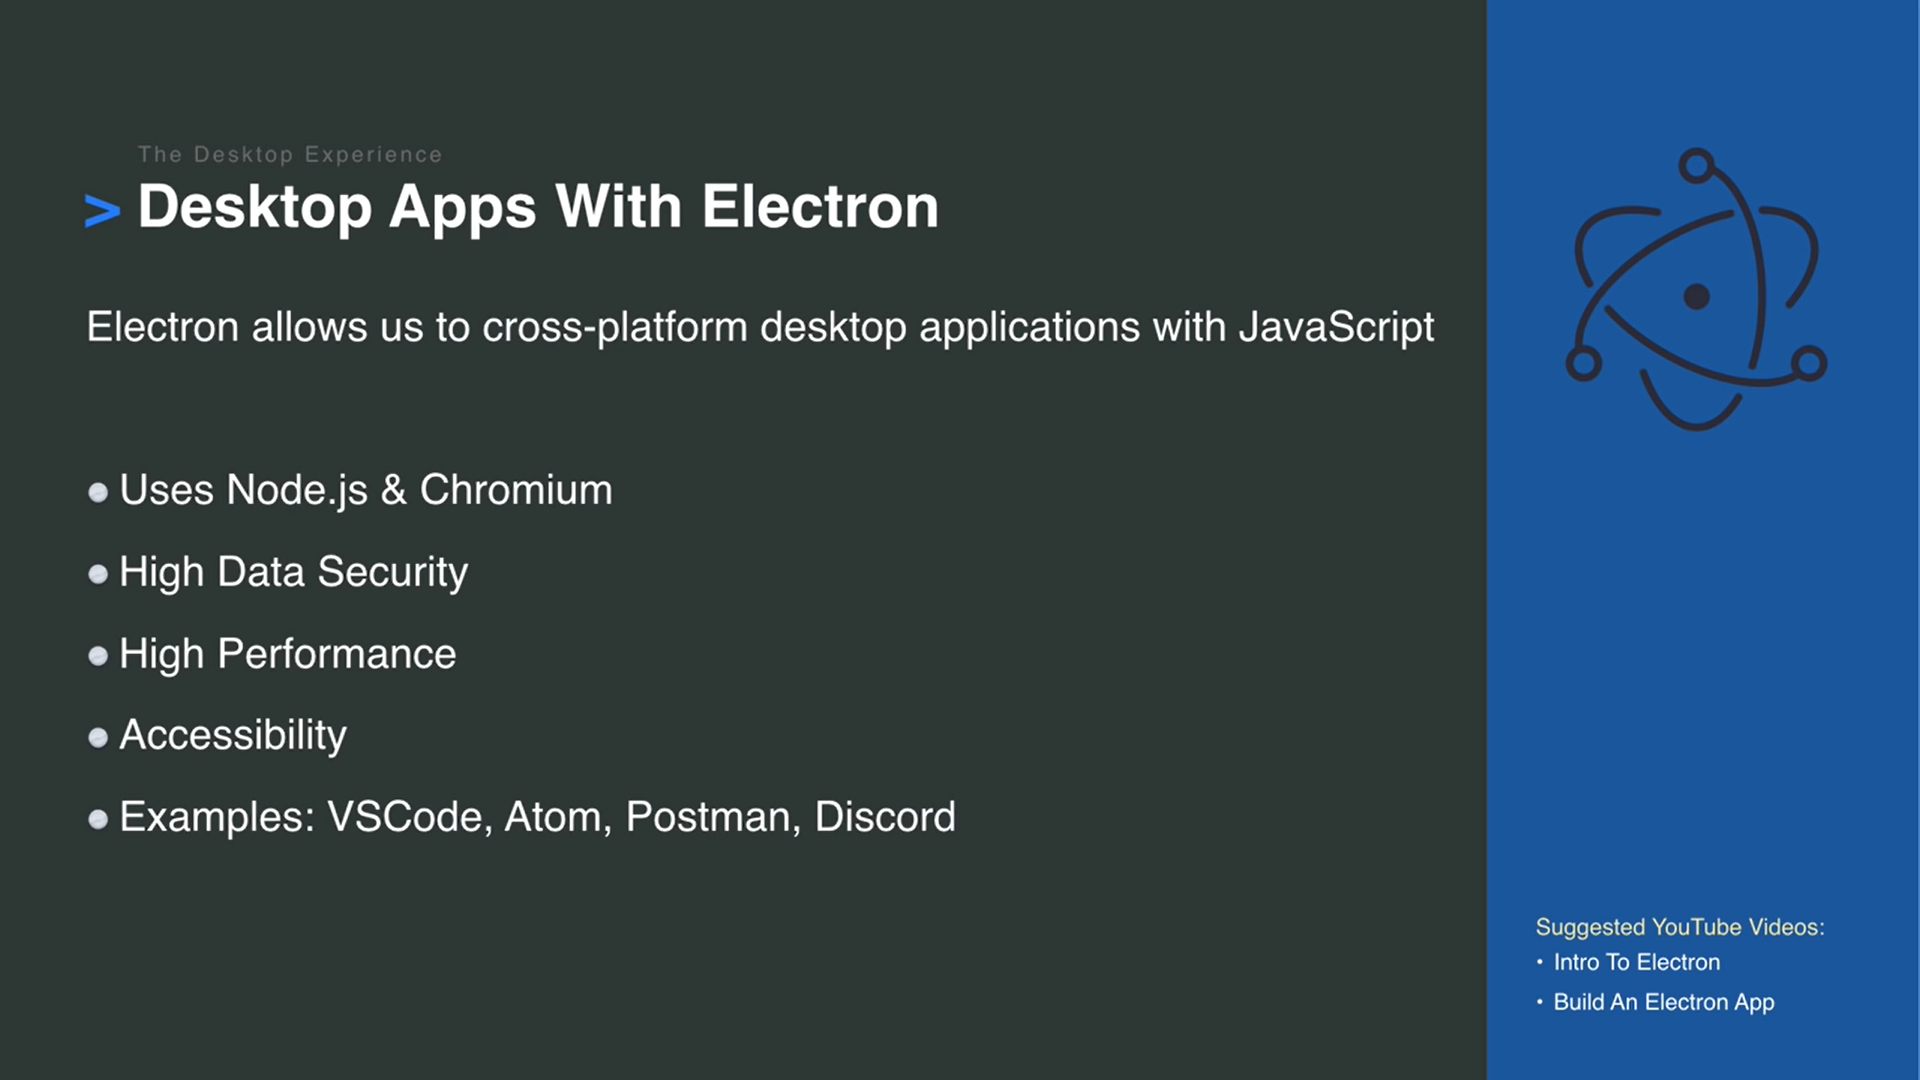 The Desktop Experience
> Desktop Apps With Electron
Electron allows us to cross-platform desktop applications with JavaScript
Uses Node.js & Chromium
High Data Security
High Performance
Accessibility
Examples: VSCode, Atom, Postman, Discord
Suggested YouTube Videos:
• Intro To Electron
• Build An Electron App